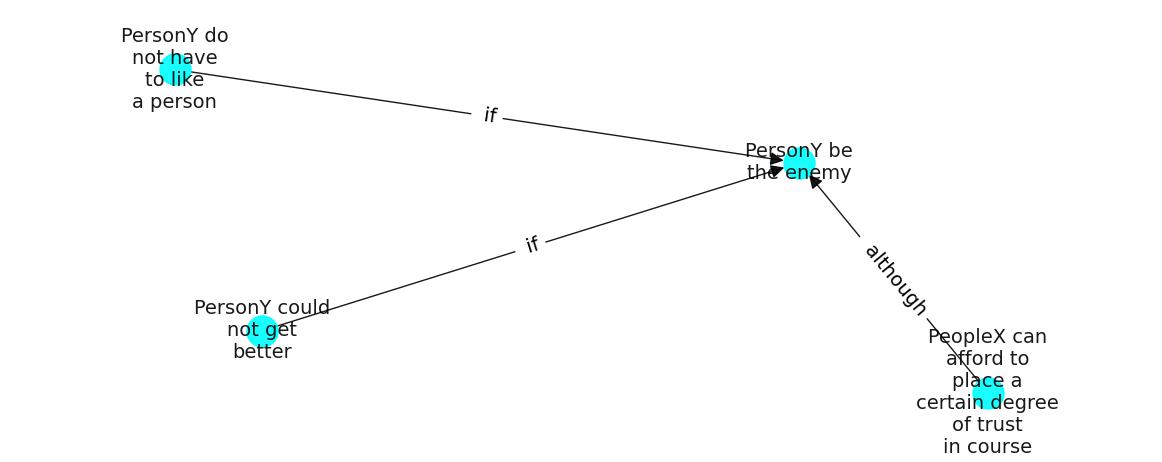 PersonY do
not have
to like
a person
if
PersonY be
the enemy
if
although
PersonY could
not get
better
PeopleX can
afford to
place a
certain degree
of trust
in course